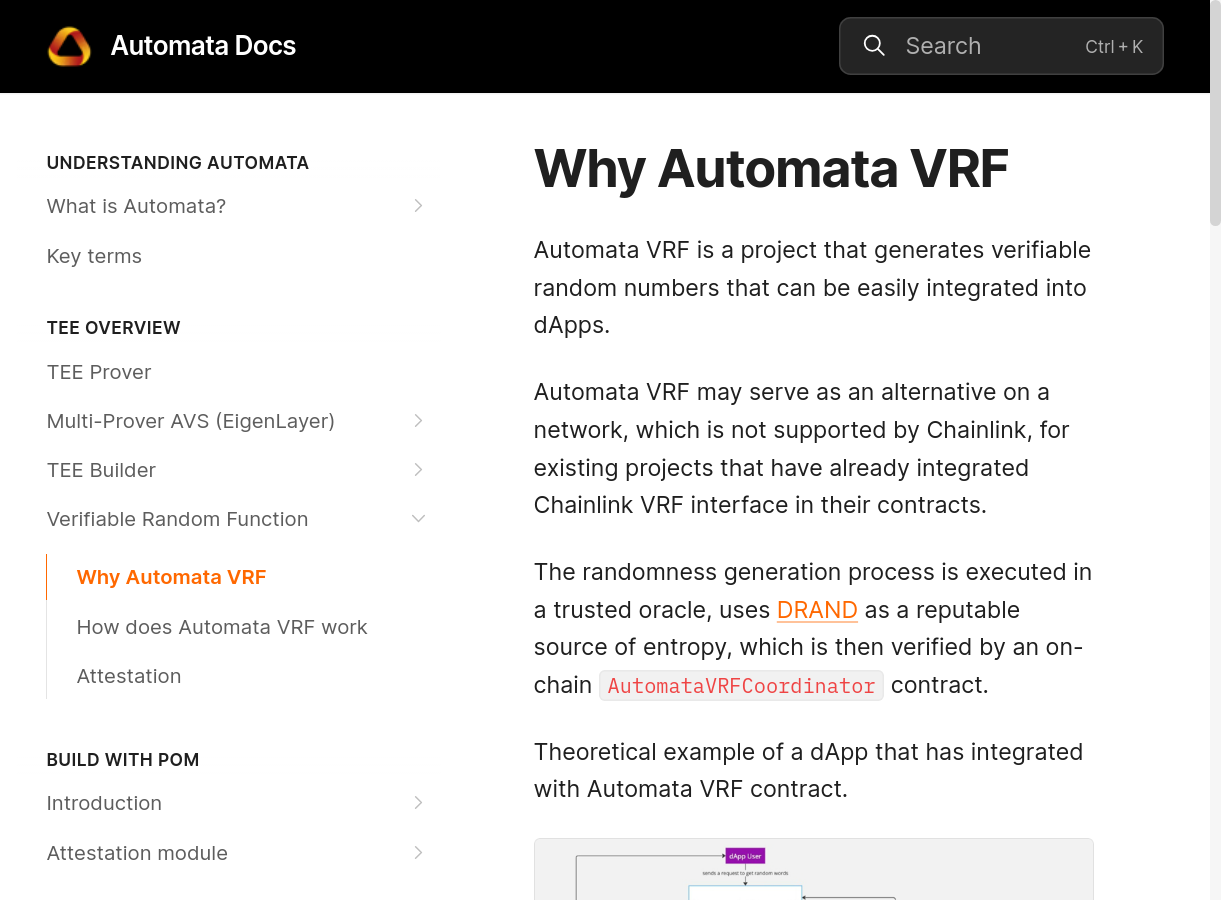 Automata Docs
Search
Ctrl + K
UNDERSTANDING AUTOMATA
What is Automata?
Key terms
TEE OVERVIEW
TEE Prover
Multi-Prover AVS (EigenLayer)
TEE Builder
Verifiable Random Function
Why Automata VRF
How does Automata VRF work
Attestation
BUILD WITH POM
Introduction
Attestation module
Why Automata VRF
Automata VRF is a project that generates verifiable
random numbers that can be easily integrated into
dApps.
Automata VRF may serve as an alternative on a
network, which is not supported by Chainlink, for
existing projects that have already integrated
Chainlink VRF interface in their contracts.
The randomness generation process is executed in
a trusted oracle, uses DRAND as a reputable
source of entropy, which is then verified by an on-
chain AutomataVRFCoordinator contract.
Theoretical example of a dApp that has integrated
with Automata VRF contract.
dApp User
sends a request to get random words